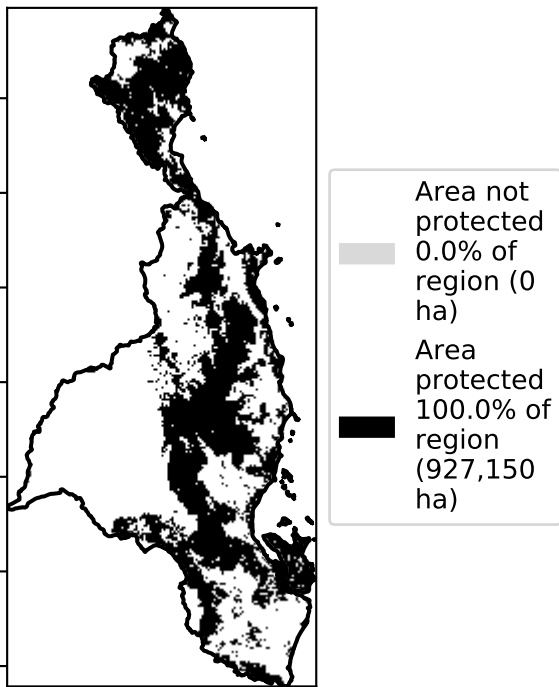 Area not
protected
0.0% of
region (0
ha)
Area
protected
100.0% of
region
(927,150
ha)